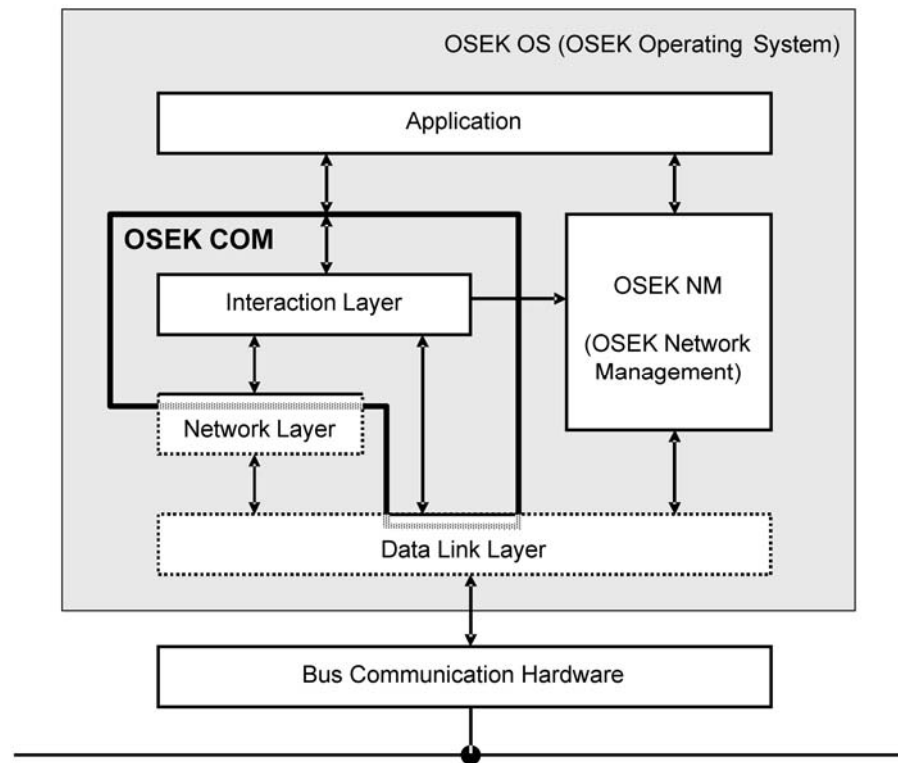 OSEK OS (OSEK Operating System)
Application
OSEK COM
Interaction Layer
OSEK NM
(OSEK Network
Management)
Network Layer
Data Link Layer
Bus Communication Hardware